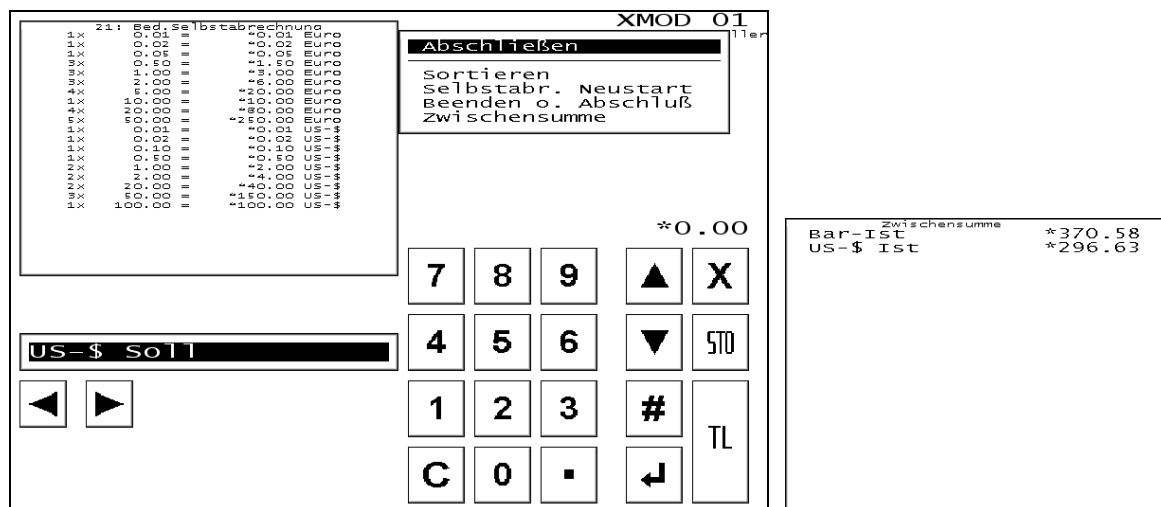 XMOD 01
21: Bed.Selbstabrechnung
1x 0.01 = *0.01 Euro
1x 0.02 = *0.02 Euro
1x 0.05 = *0.05 Euro
3x 0.50 = *1.50 Euro
3x 1.00 = *3.00 Euro
3x 2.00 = *6.00 Euro
4x 5.00 = *20.00 Euro
1x 10.00 = *10.00 Euro
4x 20.00 = *80.00 Euro
5x 50.00 = *250.00 Euro
1x 0.01 = *0.01 US-$
1x 0.02 = *0.02 US-$
1x 0.10 = *0.10 US-$
1x 0.50 = *0.50 US-$
2x 1.00 = *2.00 US-$
2x 2.00 = *4.00 US-$
2x 20.00 = *40.00 US-$
3x 50.00 = *150.00 US-$
1x 100.00 = *100.00 US-$
ller
Abschließen
Sortieren
Selbstabr. Neustart
Beenden o. Abschluß
Zwischensumme
*0.00
7 8 9 X
4 5 6 STO
1 2 3 # TL
C 0 .
US-$ Soll
Zwischensumme
Bar-Ist *370.58
US-$ Ist *296.63